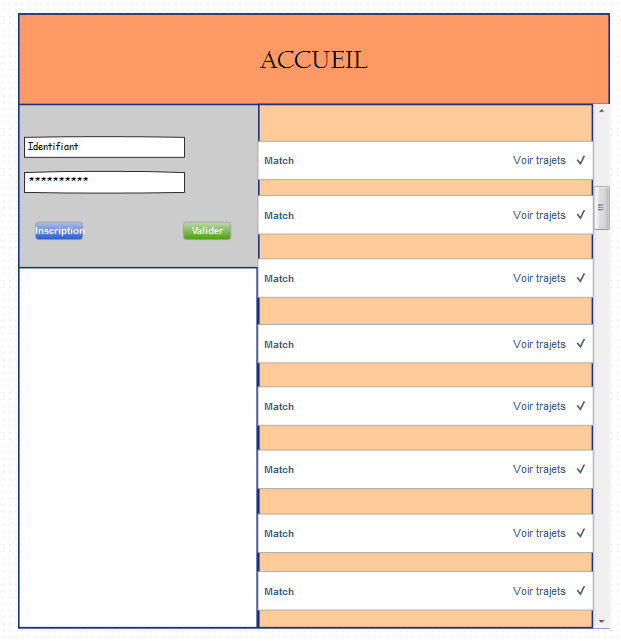 ACCUEIL
Identifiant
**********
Inscription
Valider
Match Voir trajets
Match Voir trajets
Match Voir trajets
Match Voir trajets
Match Voir trajets
Match Voir trajets
Match Voir trajets
Match Voir trajets